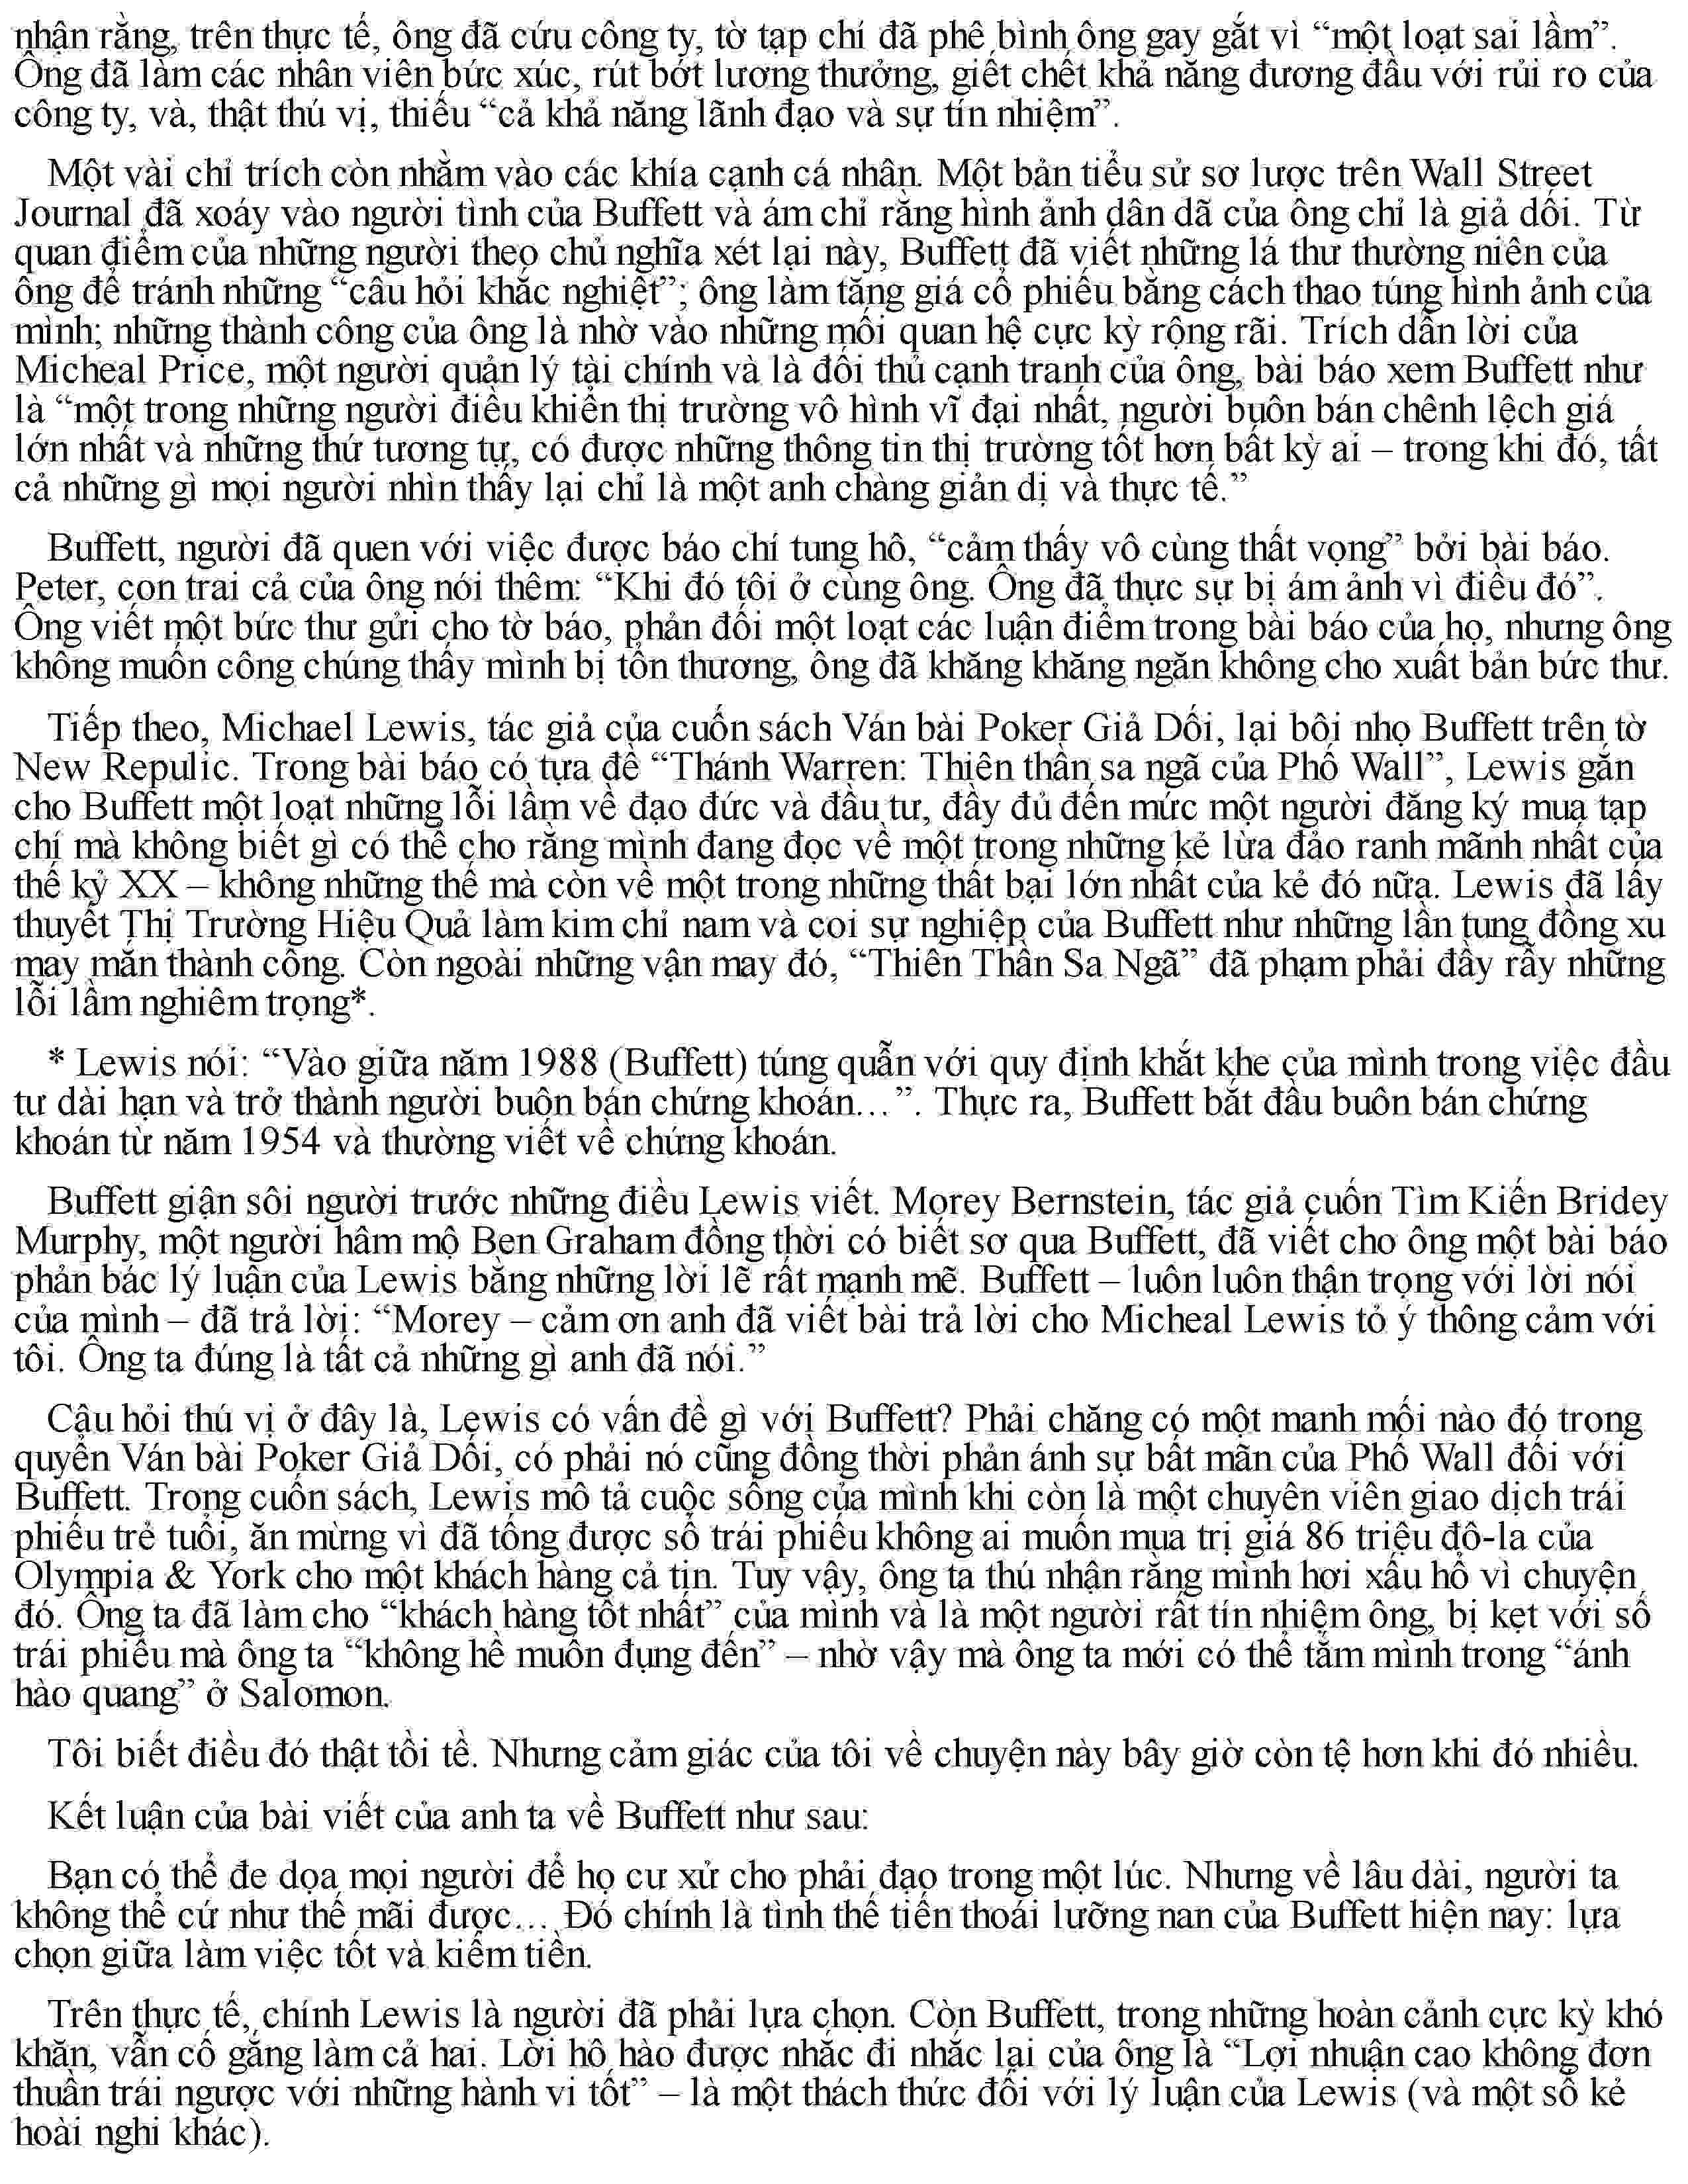 nhận rằng, trên thực tế, ông đã cứu công ty, tờ tạp chí đã phê bình ông gay gắt vì “một loạt sai lầm”.
Ông đã làm các nhân viên bức xúc, rút bớt lương thưởng, giết chết khả năng đương đầu với rủi ro của
công ty, và, thật thú vị, thiếu “cả khả năng lãnh đạo và sự tín nhiệm”.
Một vài chỉ trích còn nhằm vào các khía cạnh cá nhân. Một bản tiểu sử sơ lược trên Wall Street
Journal đã xoáy vào người tình của Buffett và ám chỉ rằng hình ảnh dân dã của ông chỉ là giả dối. Từ
quan điểm của những người theo chủ nghĩa xét lại này, Buffett đã viết những lá thư thường niên của
ông để tránh những “câu hỏi khắc nghiệt”; ông làm tăng giá cổ phiếu bằng cách thao túng hình ảnh của
mình; những thành công của ông là nhờ vào những mối quan hệ cực kỳ rộng rãi. Trích dẫn lời của
Micheal Price, một người quản lý tài chính và là đối thủ cạnh tranh của ông, bài báo xem Buffett như
là “một trong những người điều khiển thị trường vô hình vĩ đại nhất, người buôn bán chênh lệch giá
lớn nhất và những thứ tương tự, có được những thông tin thị trường tốt hơn bất kỳ ai – trong khi đó, tất
cả những gì mọi người nhìn thấy lại chỉ là một anh chàng giản dị và thực tế.”
Buffett, người đã quen với việc được báo chí tung hô, “cảm thấy vô cùng thất vọng” bởi bài báo.
Peter, con trai cả của ông nói thêm: “Khi đó tôi ở cùng ông. Ông đã thực sự bị ám ảnh vì điều đó”.
Ông viết một bức thư gửi cho tờ báo, phản đối một loạt các luận điểm trong bài báo của họ, nhưng ông
không muốn công chúng thấy mình bị tổn thương, ông đã khăng khăng ngăn không cho xuất bản bức thư.
Tiếp theo, Michael Lewis, tác giả của cuốn sách Ván bài Poker Giả Dối, lại bôi nhọ Buffett trên tờ
New Repulic. Trong bài báo có tựa đề “Thánh Warren: Thiên thần sa ngã của Phố Wall”, Lewis gắn
cho Buffett một loạt những lỗi lầm về đạo đức và đầu tư, đầy đủ đến mức một người đăng ký mua tạp
chí mà không biết gì có thể cho rằng mình đang đọc về một trong những kẻ lừa đảo ranh mãnh nhất của
thế kỷ XX – không những thế mà còn về một trong những thất bại lớn nhất của kẻ đó nữa. Lewis đã lấy
thuyết Thị Trường Hiệu Quả làm kim chỉ nam và coi sự nghiệp của Buffett như những lần tung đồng xu
may mắn thành công. Còn ngoài những vận may đó, “Thiên Thần Sa Ngã” đã phạm phải đầy rẫy những
lỗi lầm nghiêm trọng*.
* Lewis nói: “Vào giữa năm 1988 (Buffett) túng quẫn với quy định khắt khe của mình trong việc đầu
tư dài hạn và trở thành người buôn bán chứng khoán…”. Thực ra, Buffett bắt đầu buôn bán chứng
khoán từ năm 1954 và thường viết về chứng khoán.
Buffett giận sôi người trước những điều Lewis viết. Morey Bernstein, tác giả cuốn Tìm Kiến Bridey
Murphy, một người hâm mộ Ben Graham đồng thời có biết sơ qua Buffett, đã viết cho ông một bài báo
phản bác lý luận của Lewis bằng những lời lẽ rất mạnh mẽ. Buffett – luôn luôn thận trọng với lời nói
của mình – đã trả lời: “Morey – cảm ơn anh đã viết bài trả lời cho Micheal Lewis tỏ ý thông cảm với
tôi. Ông ta đúng là tất cả những gì anh đã nói.”
Câu hỏi thú vị ở đây là, Lewis có vấn đề gì với Buffett? Phải chăng có một manh mối nào đó trong
quyển Ván bài Poker Giả Dối, có phải nó cũng đồng thời phản ánh sự bất mãn của Phố Wall đối với
Buffett. Trong cuốn sách, Lewis mô tả cuộc sống của mình khi còn là một chuyên viên giao dịch trái
phiếu trẻ tuổi, ăn mừng vì đã tống được số trái phiếu không ai muốn mua trị giá 86 triệu đô-la của
Olympia & York cho một khách hàng cả tin. Tuy vậy, ông ta thú nhận rằng mình hơi xấu hổ vì chuyện
đó. Ông ta đã làm cho “khách hàng tốt nhất” của mình và là một người rất tín nhiệm ông, bị kẹt với số
trái phiếu mà ông ta “không hề muốn đụng đến” – nhờ vậy mà ông ta mới có thể tắm mình trong “ánh
hào quang” ở Salomon.
Tôi biết điều đó thật tồi tề. Nhưng cảm giác của tôi về chuyện này bây giờ còn tệ hơn khi đó nhiều.
Kết luận của bài viết của anh ta về Buffett như sau:
Bạn có thể đe dọa mọi người để họ cư xử cho phải đạo trong một lúc. Nhưng về lâu dài, người ta
không thể cứ như thế mãi được… Đó chính là tình thế tiến thoái lưỡng nan của Buffett hiện nay: lựa
chọn giữa làm việc tốt và kiếm tiền.
Trên thực tế, chính Lewis là người đã phải lựa chọn. Còn Buffett, trong những hoàn cảnh cực kỳ khó
khăn, vẫn cố gắng làm cả hai. Lời hô hào được nhắc đi nhắc lại của ông là “Lợi nhuận cao không đơn
thuần trái ngược với những hành vi tốt” – là một thách thức đối với lý luận của Lewis (và một số kẻ
hoài nghi khác).